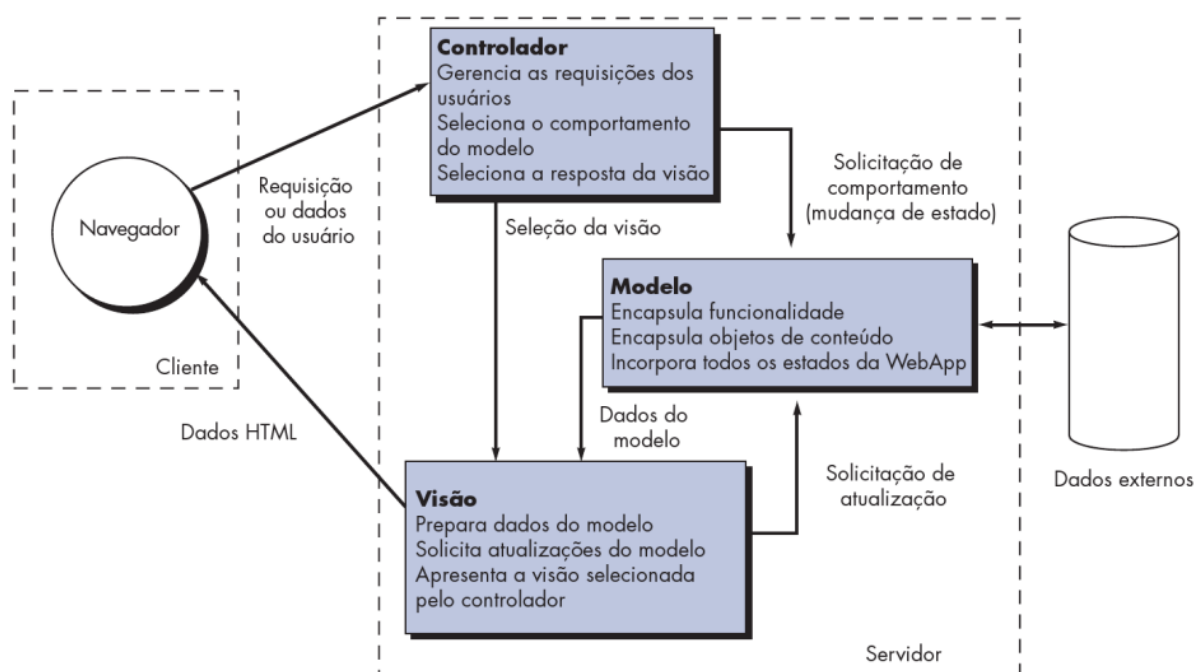 Controlador
Gerencia as requisições dos
usuários
Seleciona o comportamento
do modelo
Seleciona a resposta da visão
Navegador
Requisição
ou dados
do usuário
Cliente
Seleção da visão
Solicitação de
comportamento
(mudança de estado)
Modelo
Encapsula funcionalidade
Encapsula objetos de conteúdo
Incorpora todos os estados da WebApp
Dados HTML
Dados do
modelo
Solicitação de
atualização
Dados externos
Visão
Prepara dados do modelo
Solicita atualizações do modelo
Apresenta a visão selecionada
pelo controlador
Servidor